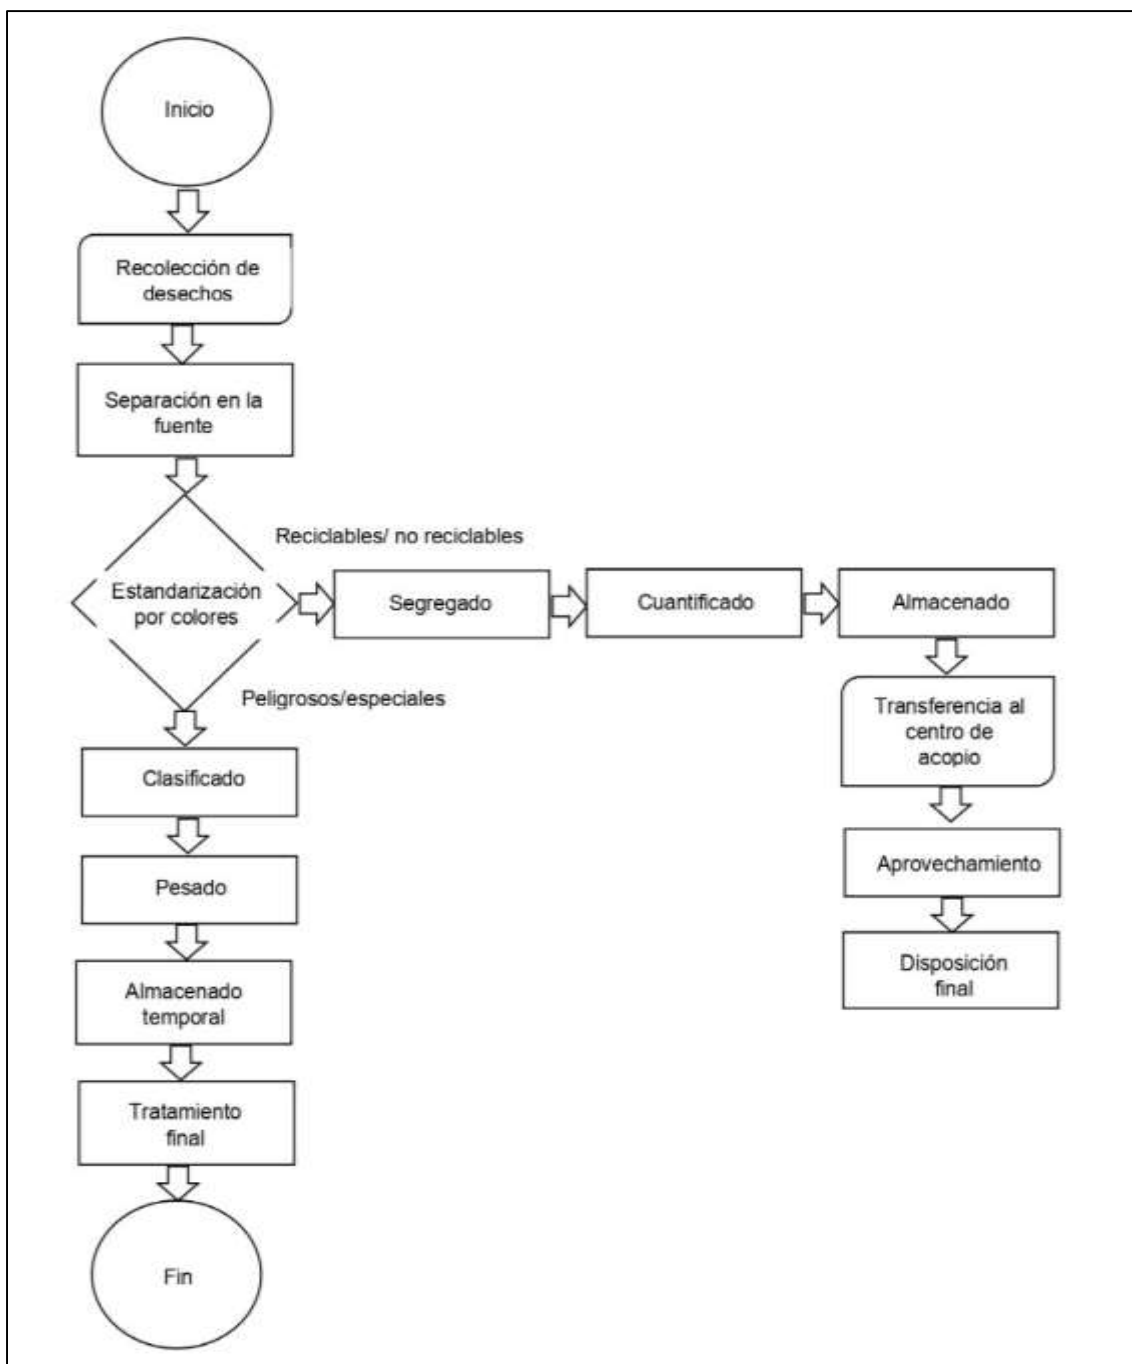 Inicio
Recolección de
desechos
Separación en la
fuente
Reciclables/ no reciclables
Estandarización
por colores
Segregado
Cuantificado
Almacenado
Peligrosos/especiales
Transferencia al
centro de
acopio
Clasificado
Aprovechamiento
Pesado
Disposición
final
Almacenado
temporal
Tratamiento
final
Fin